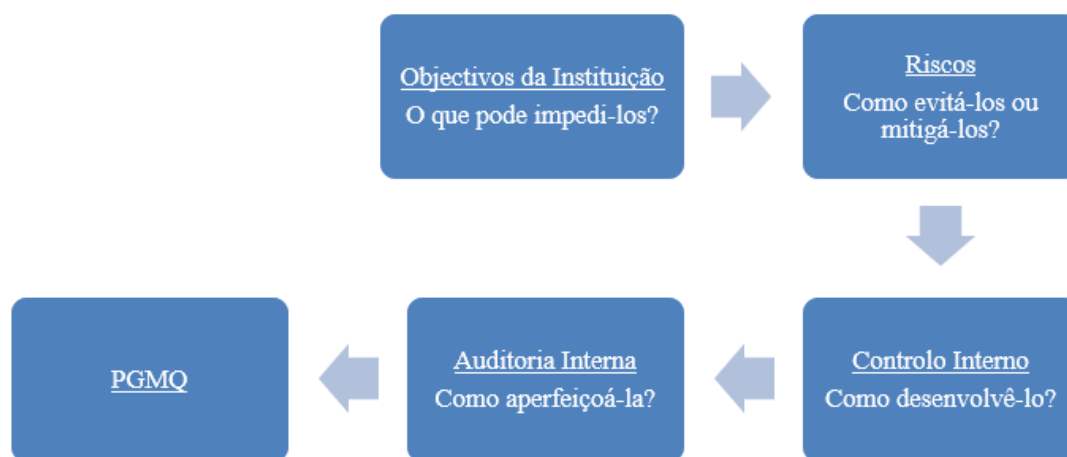 Objectivos da Instituição
O que pode impedi-los?
Riscos
Como evitá-los ou
mitigá-los?
Controlo Interno
Como desenvolvê-lo?
Auditoria Interna
Como aperfeiçoá-la?
PGMQ